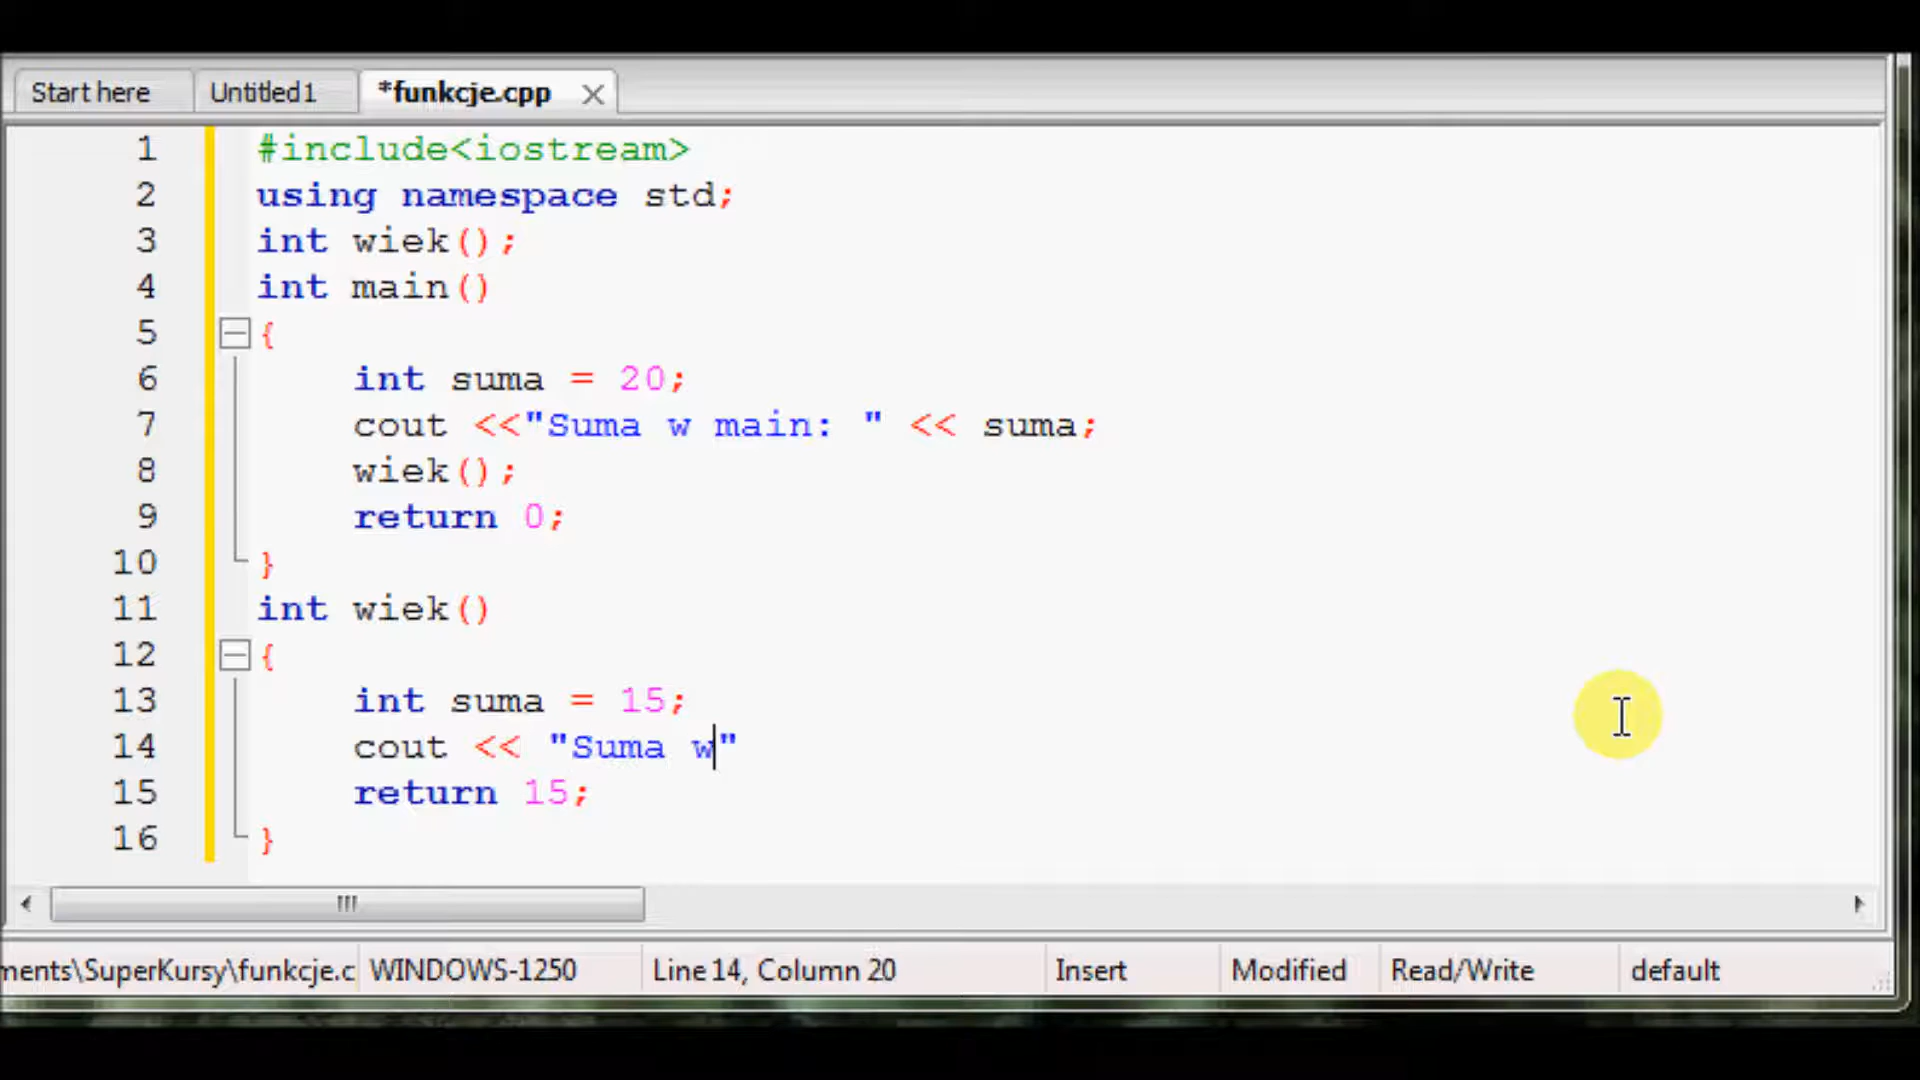 Start here Untitled1 *funkcje.cpp
1 #include<iostream>
2 using namespace std;
3 int wiek();
4 int main()
5 {
6 int suma = 20;
7 cout <<"Suma w main: " << suma;
8 wiek();
9 return 0;
10 }
11 int wiek()
12 {
13 int suma = 15;
14 cout << "Suma w"
15 return 15;
16 }
ments\SuperKursy\funkcje.c WINDOWS-1250 Line 14, Column 20 Insert Modified Read/Write default